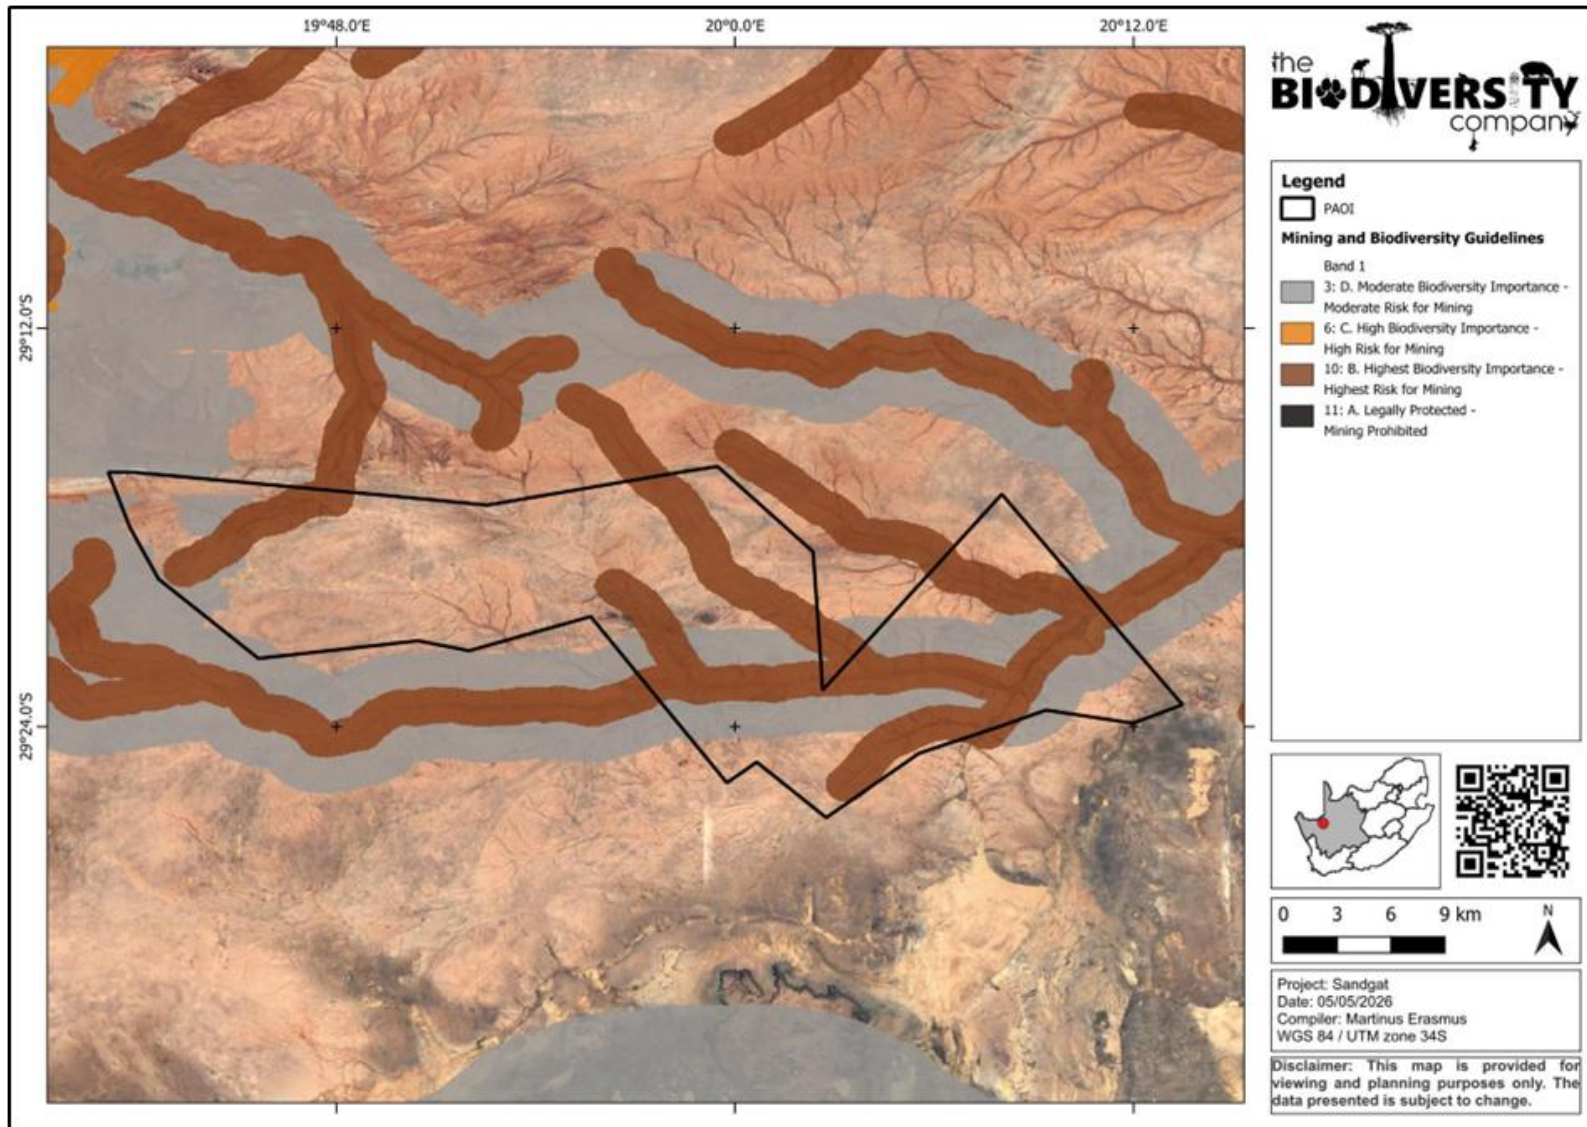 19°48.0'E
20°0.0'E
20°12.0'E
29°12.0'S
29°24.0'S
the
BIODIVERSITY
company
Legend
PAOI
Mining and Biodiversity Guidelines
Band 1
3: D. Moderate Biodiversity Importance -
Moderate Risk for Mining
6: C. High Biodiversity Importance -
High Risk for Mining
10: B. Highest Biodiversity Importance -
Highest Risk for Mining
11: A. Legally Protected -
Mining Prohibited
0 3 6 9 km
N
Project: Sandgat
Date: 05/05/2026
Compiler: Martinus Erasmus
WGS 84 / UTM zone 34S
Disclaimer: This map is provided for
viewing and planning purposes only. The
data presented is subject to change.